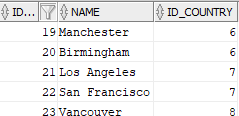 ID... NAME ID_COUNTRY
19 Manchester 6
20 Birmingham 6
21 Los Angeles 7
22 San Francisco 7
23 Vancouver 8